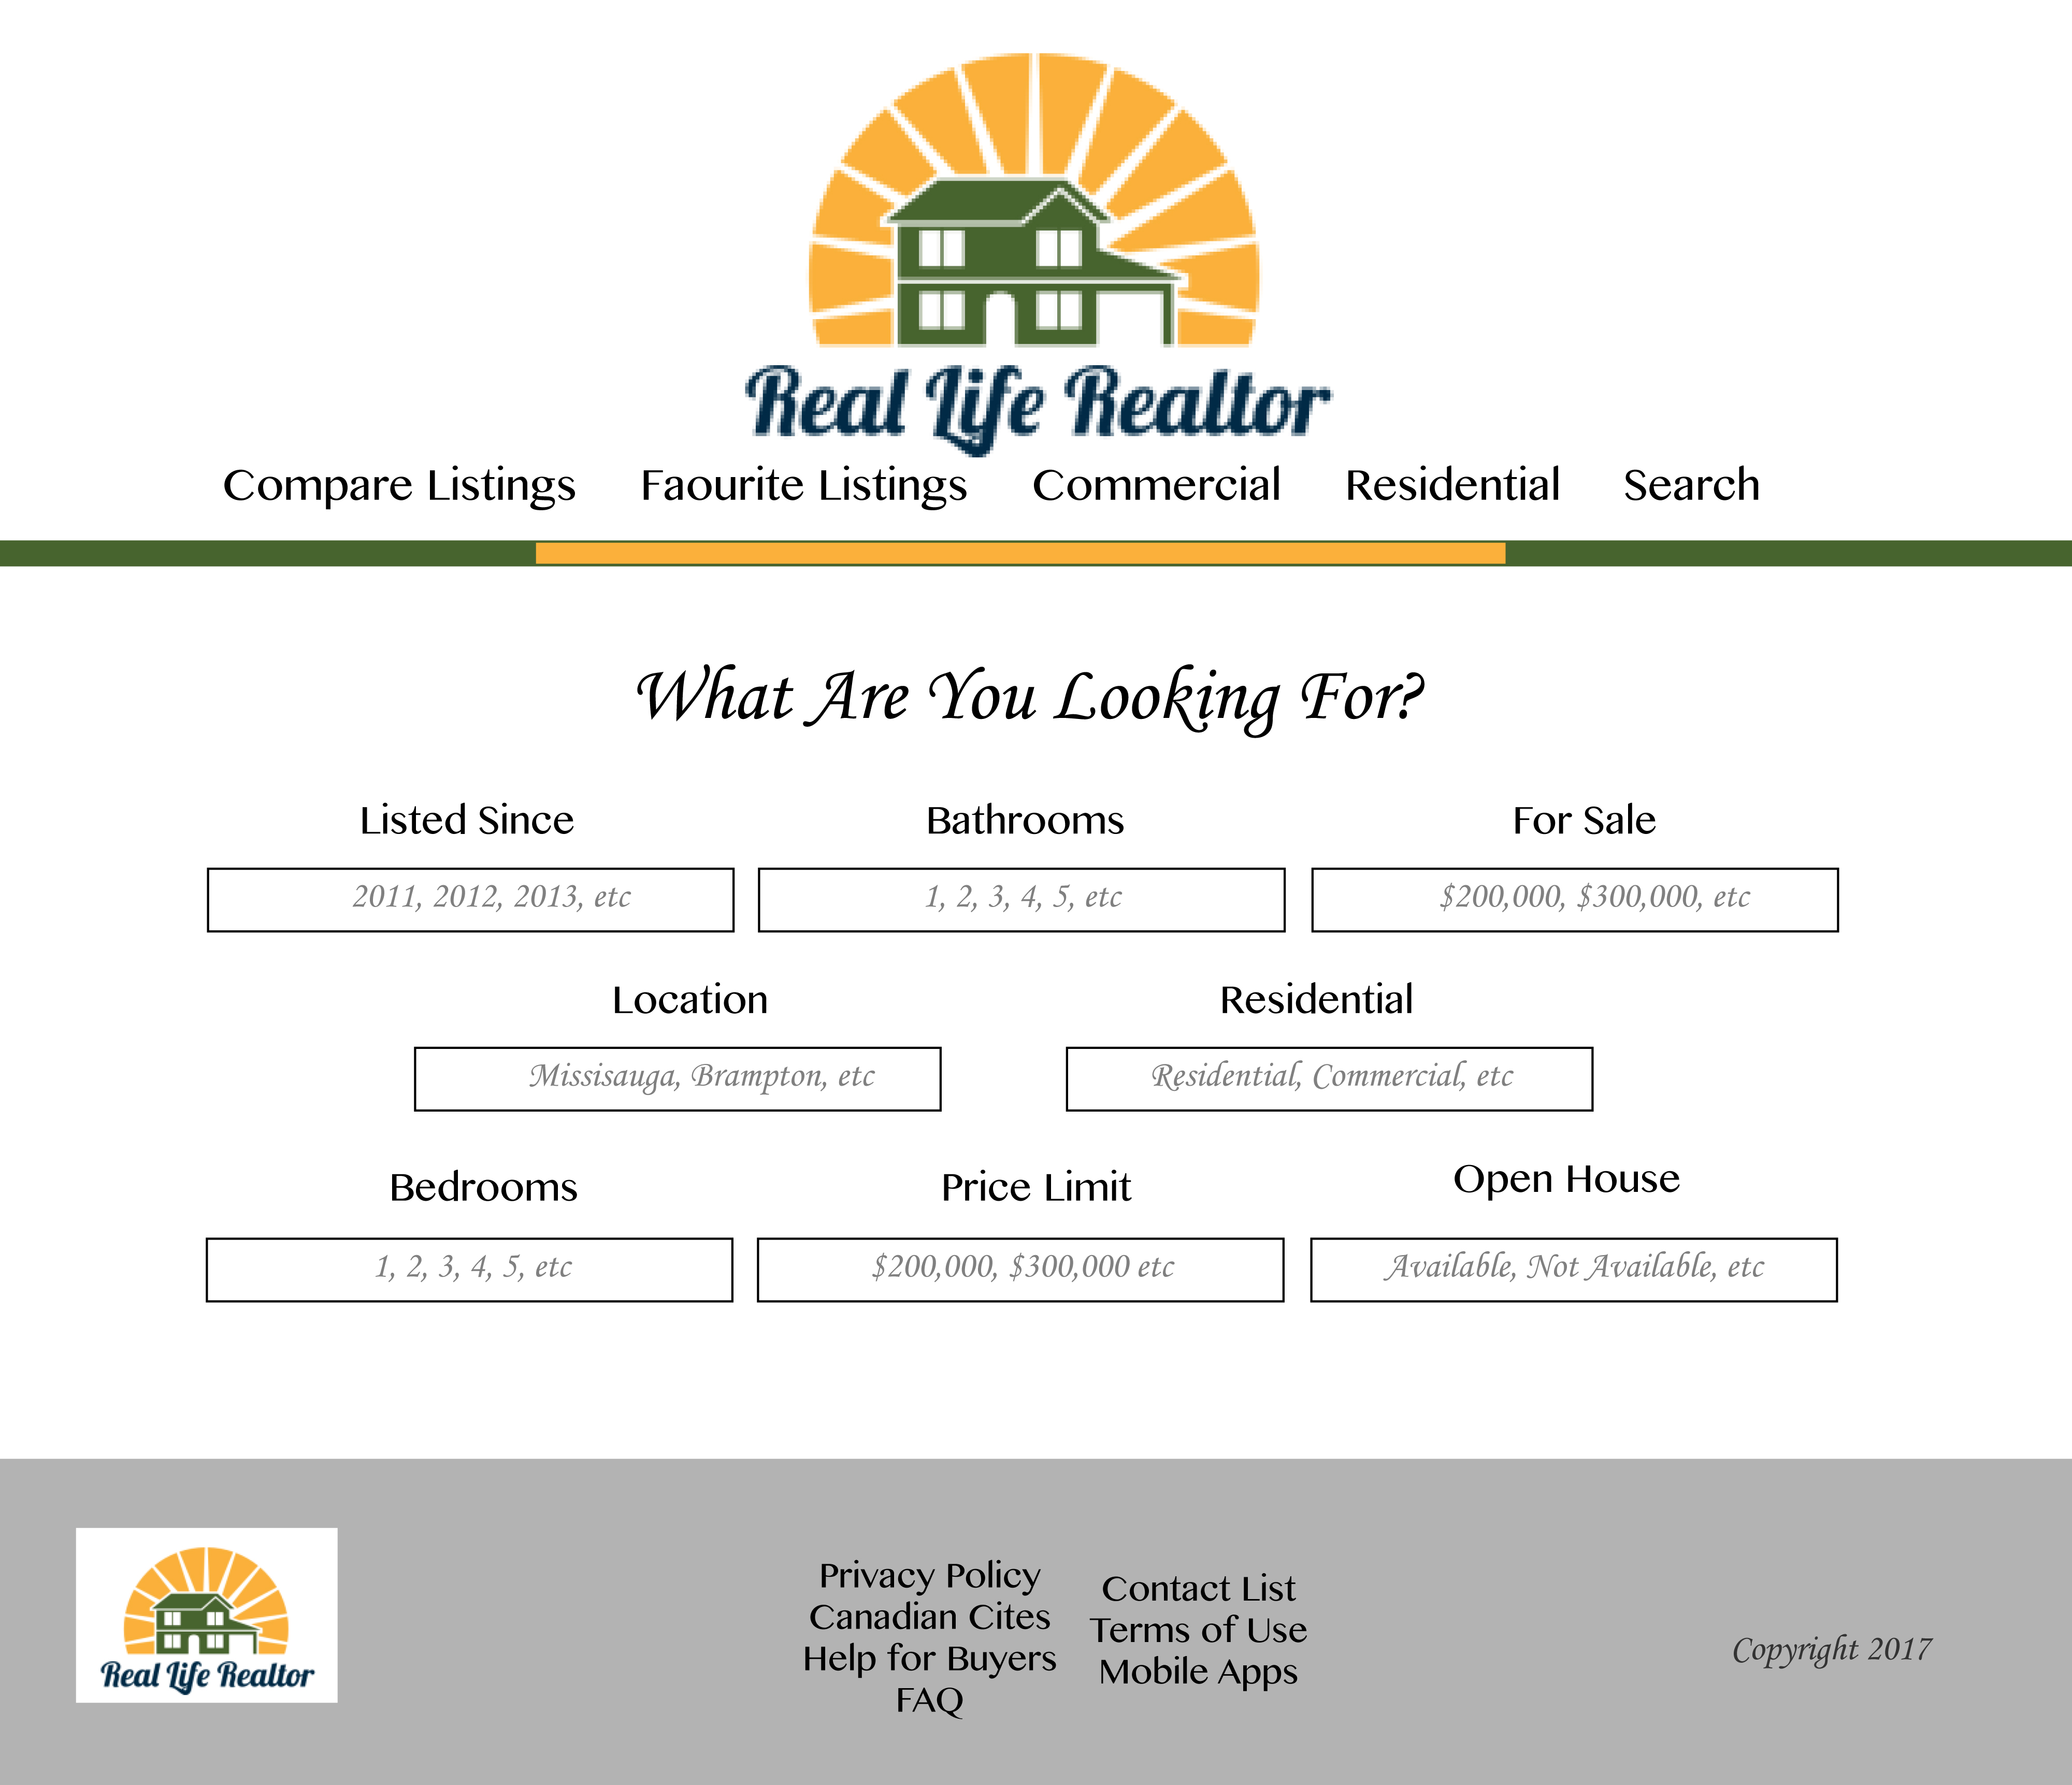 Real Life Realtor
Compare Listings Faourite Listings Commercial Residential Search
What Are You Looking For?
Listed Since Bathrooms For Sale
2011, 2012, 2013, etc 1, 2, 3, 4, 5, etc $200,000, $300,000, etc
Location Residential
Missisauga, Brampton, etc Residential, Commercial, etc
Bedrooms Price Limit Open House
1, 2, 3, 4, 5, etc $200,000, $300,000 etc Available, Not Available, etc
Real Life Realtor
Privacy Policy
Canadian Cites
Help for Buyers
FAQ
Contact List
Terms of Use
Mobile Apps
Copyright 2017